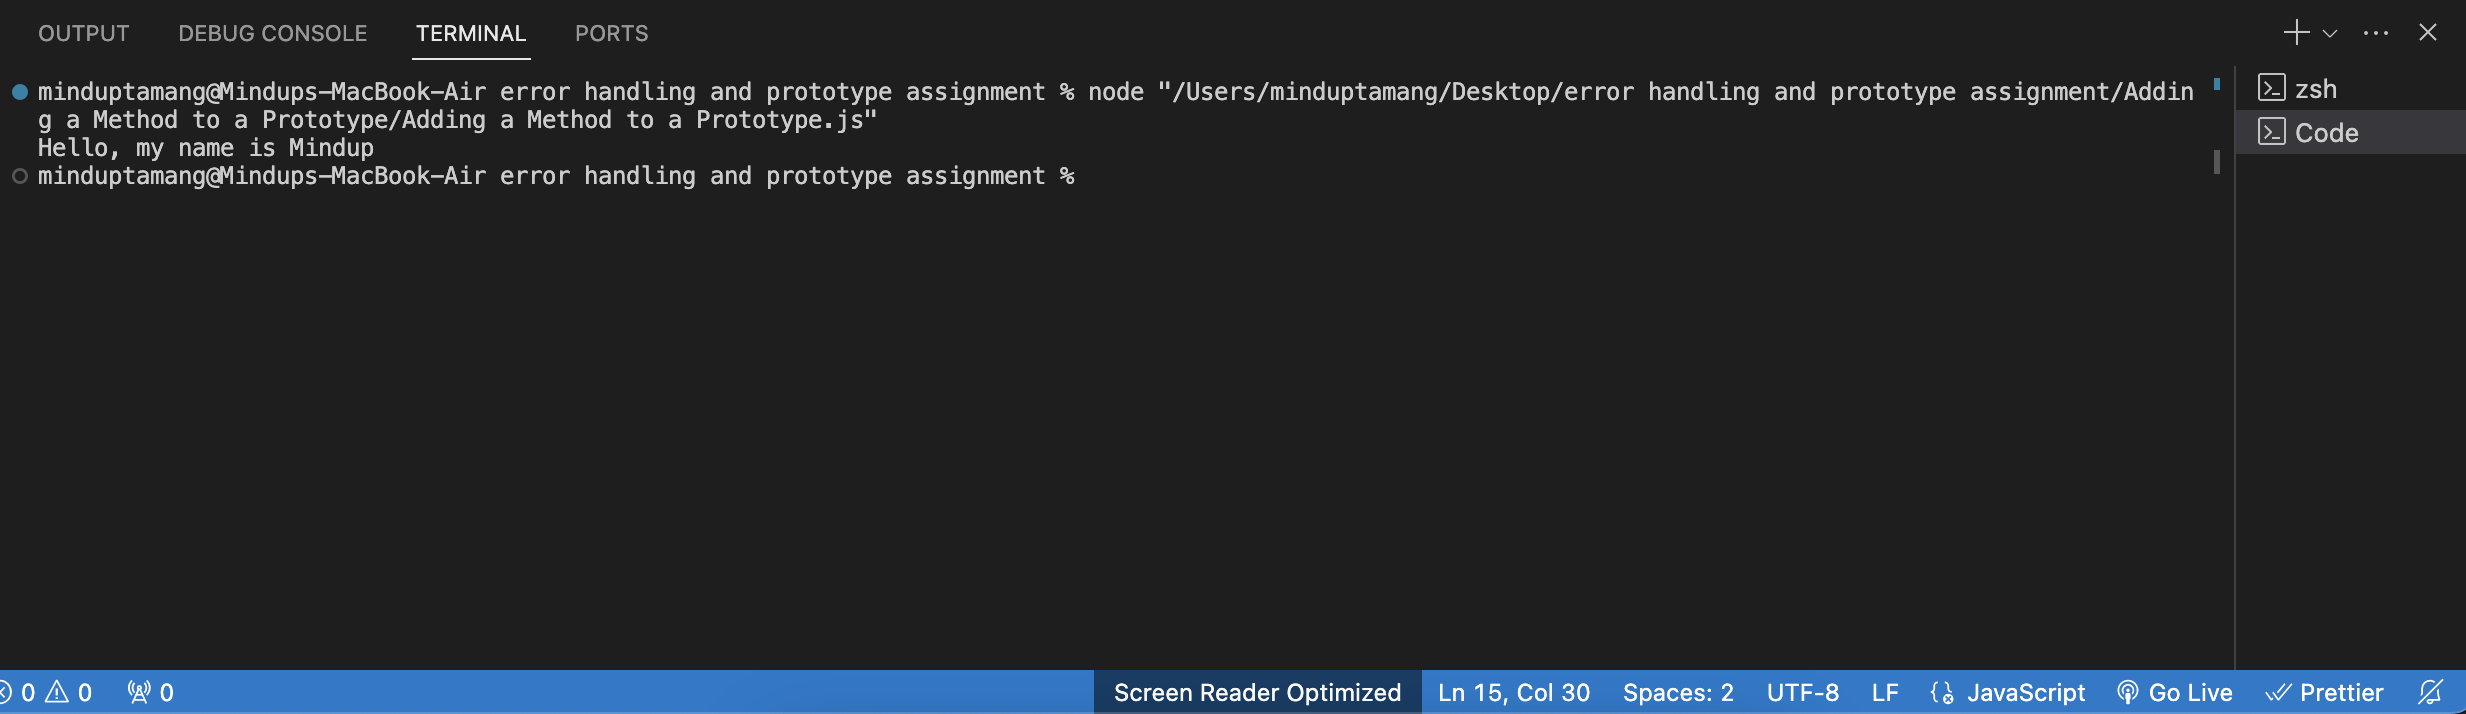 OUTPUT DEBUG CONSOLE TERMINAL PORTS
minduptamang@Mindups-MacBook-Air error handling and prototype assignment % node "/Users/minduptamang/Desktop/error handling and prototype assignment/Addin
g a Method to a Prototype/Adding a Method to a Prototype.js"
Hello, my name is Mindup
minduptamang@Mindups-MacBook-Air error handling and prototype assignment %
zsh
Code
0 0 0 Screen Reader Optimized Ln 15, Col 30 Spaces: 2 UTF-8 LF JavaScript Go Live Prettier